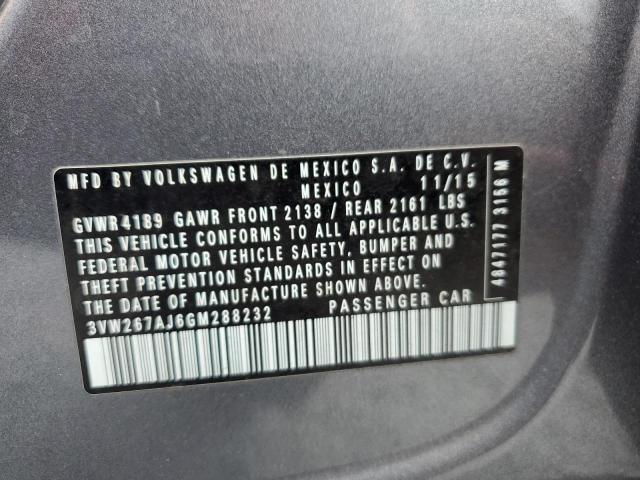 MFD BY VOLKSWAGEN DE MEXICO S.A. DE C.V.
MEXICO 11/15
GVWR 4189 GAWR FRONT 2138 / REAR 2161 LBS
THIS VEHICLE CONFORMS TO ALL APPLICABLE U.S.
FEDERAL MOTOR VEHICLE SAFETY, BUMPER AND
THEFT PREVENTION STANDARDS IN EFFECT ON
THE DATE OF MANUFACTURE SHOWN ABOVE.
3VW267AJ6GM288232 PASSENGER CAR
4847177 3156 M